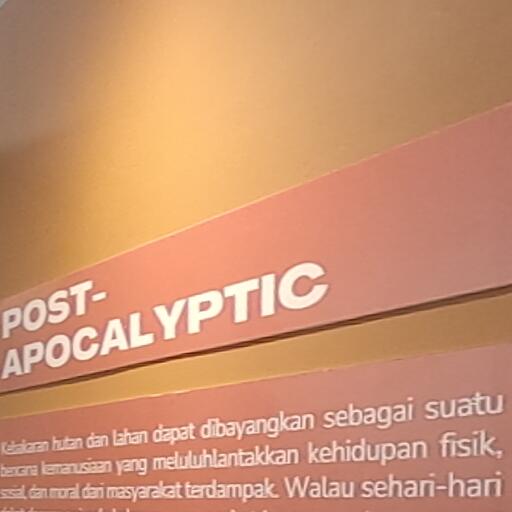 POST-
APOCALYPTIC
Kebakaran hutan dan lahan dapat dibayangkan sebagai suatu
bencana kemanusiaan yang meluluhlantakkan kehidupan fisik,
sosial, dan moral dari masyarakat terdampak. Walau sehari-hari